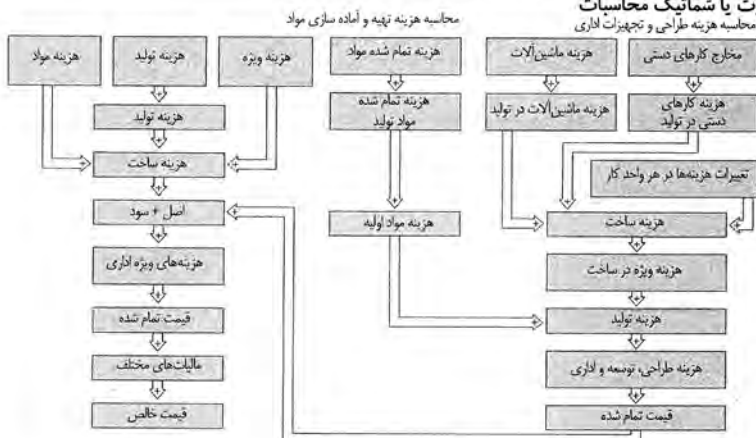 ت یا شماتیک محاسبات
محاسبه هزینه طراحی و تجهیزات اداری
محاسبه هزینه تهیه و آماده سازی مواد
مخارج کارهای دستی
هزینه ماشین‌آلات
هزینه تمام شده مواد
هزینه ویژه
هزینه تولید
هزینه مواد
هزینه کارهای
دستی در تولید
هزینه ماشین‌آلات در تولید
هزینه تمام شده
مواد تولید
هزینه تولید
تغییرات هزینه‌ها در هر واحد کار
هزینه ساخت
هزینه ساخت
هزینه مواد اولیه
اصل + سود
هزینه ویژه در ساخت
هزینه‌های ویژه اداری
هزینه تولید
قیمت تمام شده
هزینه طراحی، توسعه و اداری
مالیات‌های مختلف
قیمت تمام شده
قیمت خالص